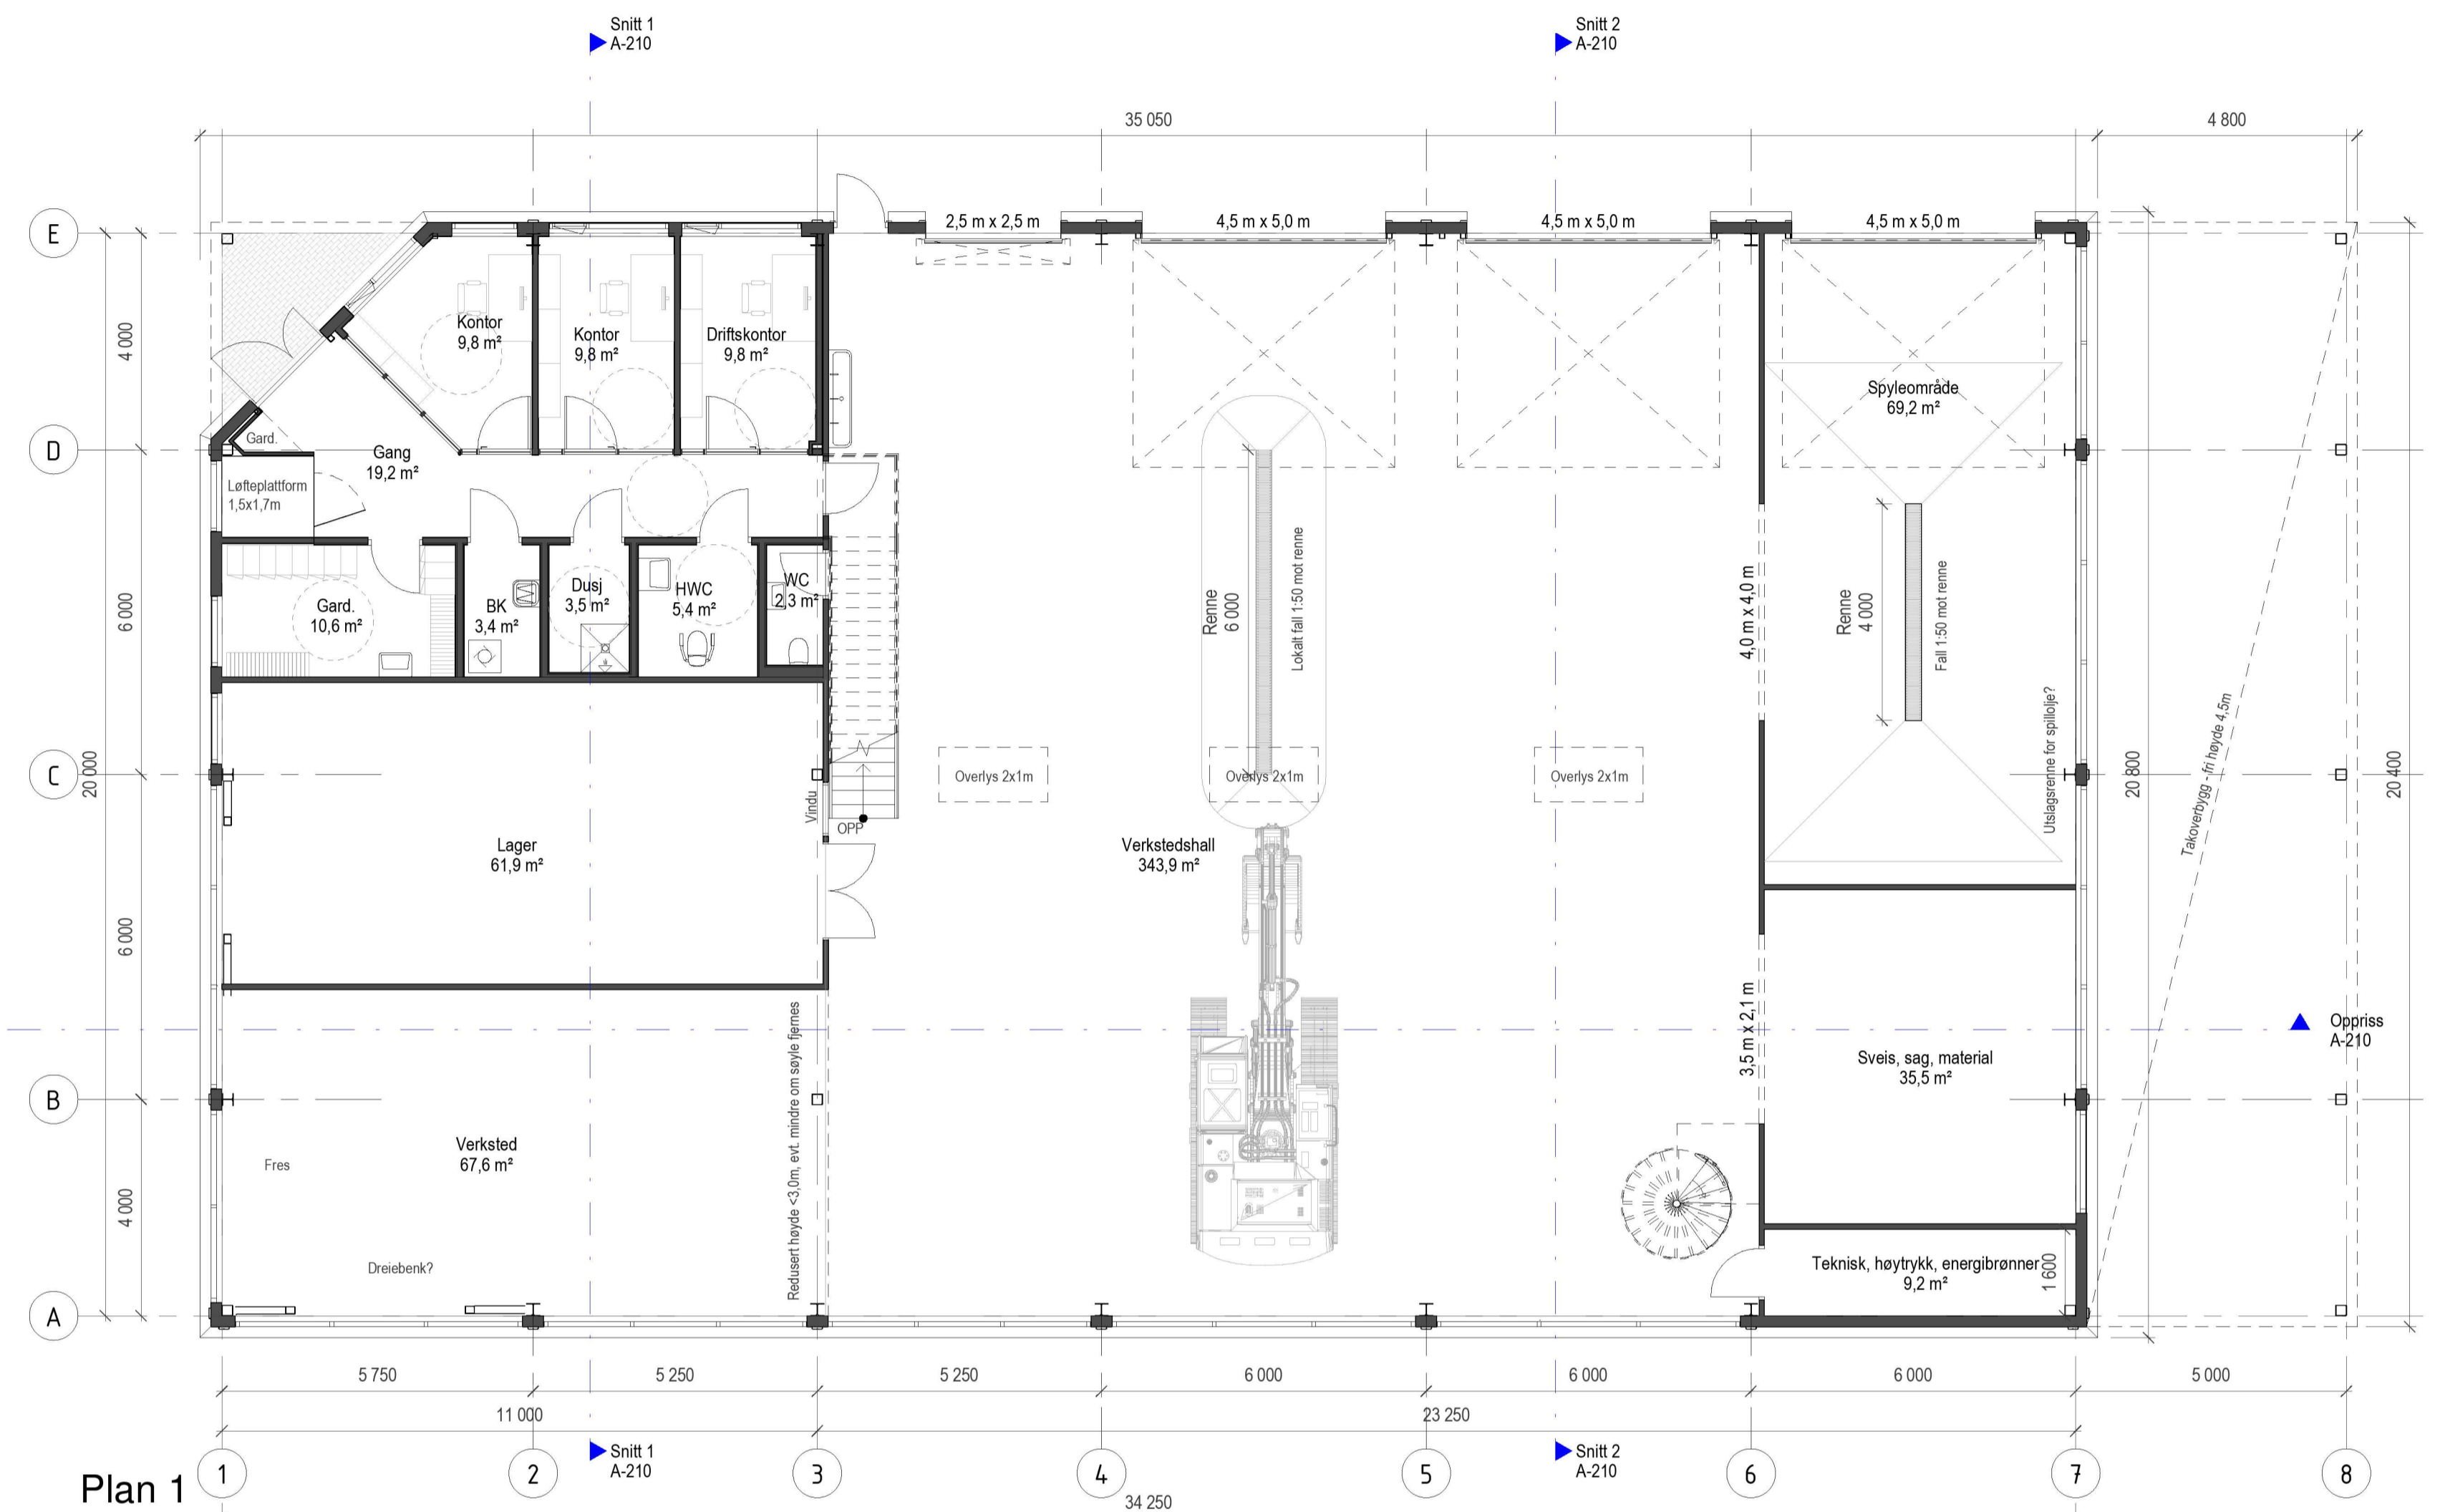 Snitt 1
A-210
Snitt 2
A-210
35 050
4 800
E
2,5 m x 2,5 m
4,5 m x 5,0 m
4,5 m x 5,0 m
4,5 m x 5,0 m
4 000
Kontor
9,8 m²
Kontor
9,8 m²
Driftskontor
9,8 m²
Spyleområde
69,2 m²
D
Gard.
Gang
19,2 m²
Løfteplattform
1,5x1,7m
6 000
Gard.
10,6 m²
BK
3,4 m²
Dusj
3,5 m²
HWC
5,4 m²
WC
2,3 m²
Renne
6 000
Lokalt fall 1:50 mot renne
4,0 m x 4,0 m
Renne
4 000
Fall 1:50 mot renne
Utslagsrenne for spillolje?
Takoverbygg - fri høyde 4,5m
C
20 000
Overlys 2x1m
Overlys 2x1m
Overlys 2x1m
20 800
20 400
Vindu
OPP
Lager
61,9 m²
Verkstedshall
343,9 m²
6 000
Redusert høyde <3,0m, evt. mindre om søyle fjernes
3,5 m x 2,1 m
Oppriss
A-210
Sveis, sag, material
35,5 m²
B
Verksted
67,6 m²
Fres
4 000
Dreiebenk?
Teknisk, høytrykk, energibrønner
9,2 m²
1 600
A
5 750
5 250
5 250
6 000
6 000
6 000
5 000
11 000
23 250
Snitt 1
A-210
Snitt 2
A-210
Plan 1
1
2
3
4
5
6
7
8
34 250